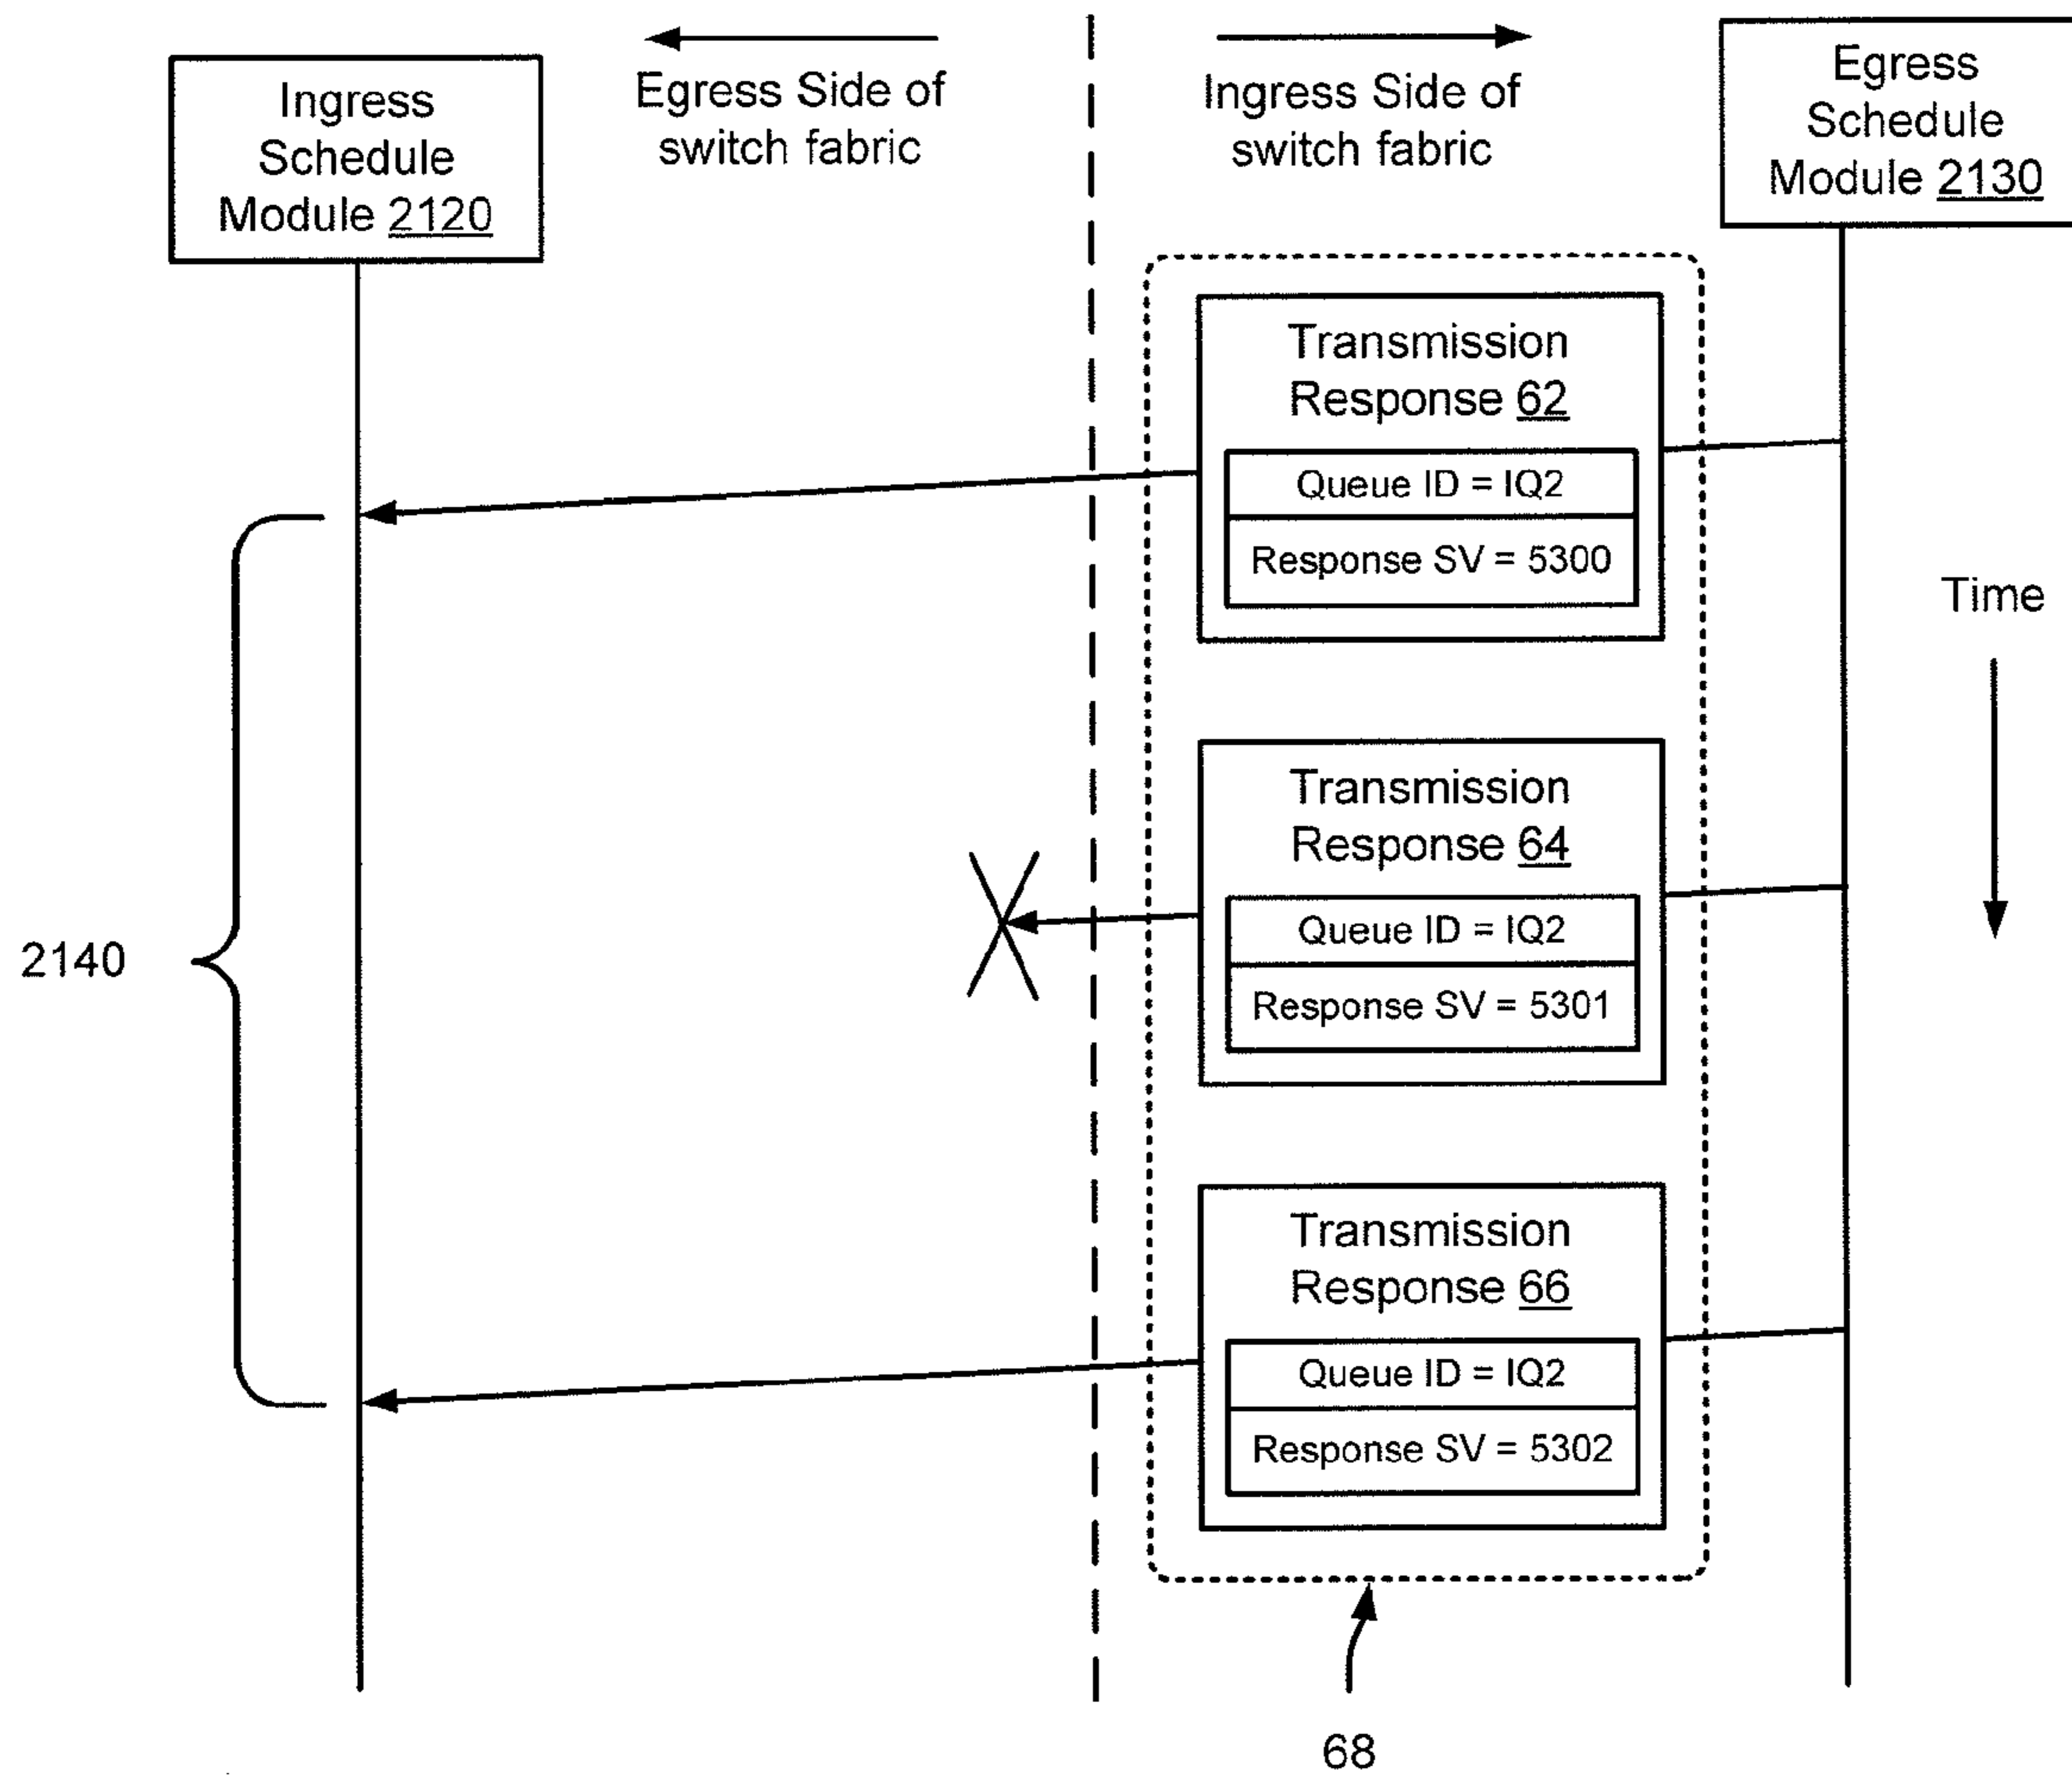 Ingress
Schedule
Module 2120
Egress Side of
switch fabric
Ingress Side of
switch fabric
Egress
Schedule
Module 2130
Transmission
Response 62
Queue ID = IQ2
Response SV = 5300
Time
Transmission
Response 64
Queue ID = IQ2
Response SV = 5301
2140
Transmission
Response 66
Queue ID = IQ2
Response SV = 5302
68